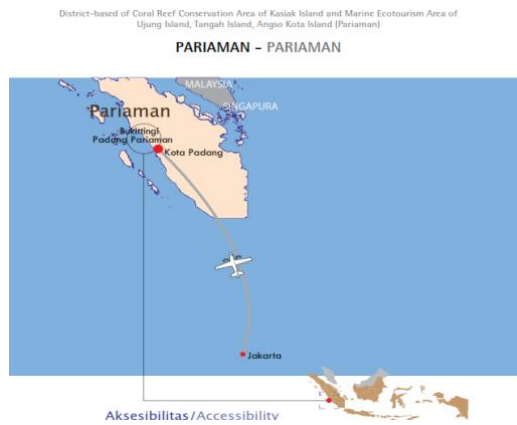 District-based of Coral Reef Conservation Area of Kasiak Island and Marine Ecotourism Area of
Ujung Island, Tangah Island, Angso Kota Island (Pariaman)
PARIAMAN - PARIAMAN
MALAYSIA
SINGAPURA
Pariaman
Bukittingi
Padang Pariaman
Kota Padang
Jakarta
Aksesibilitas/Accessibility